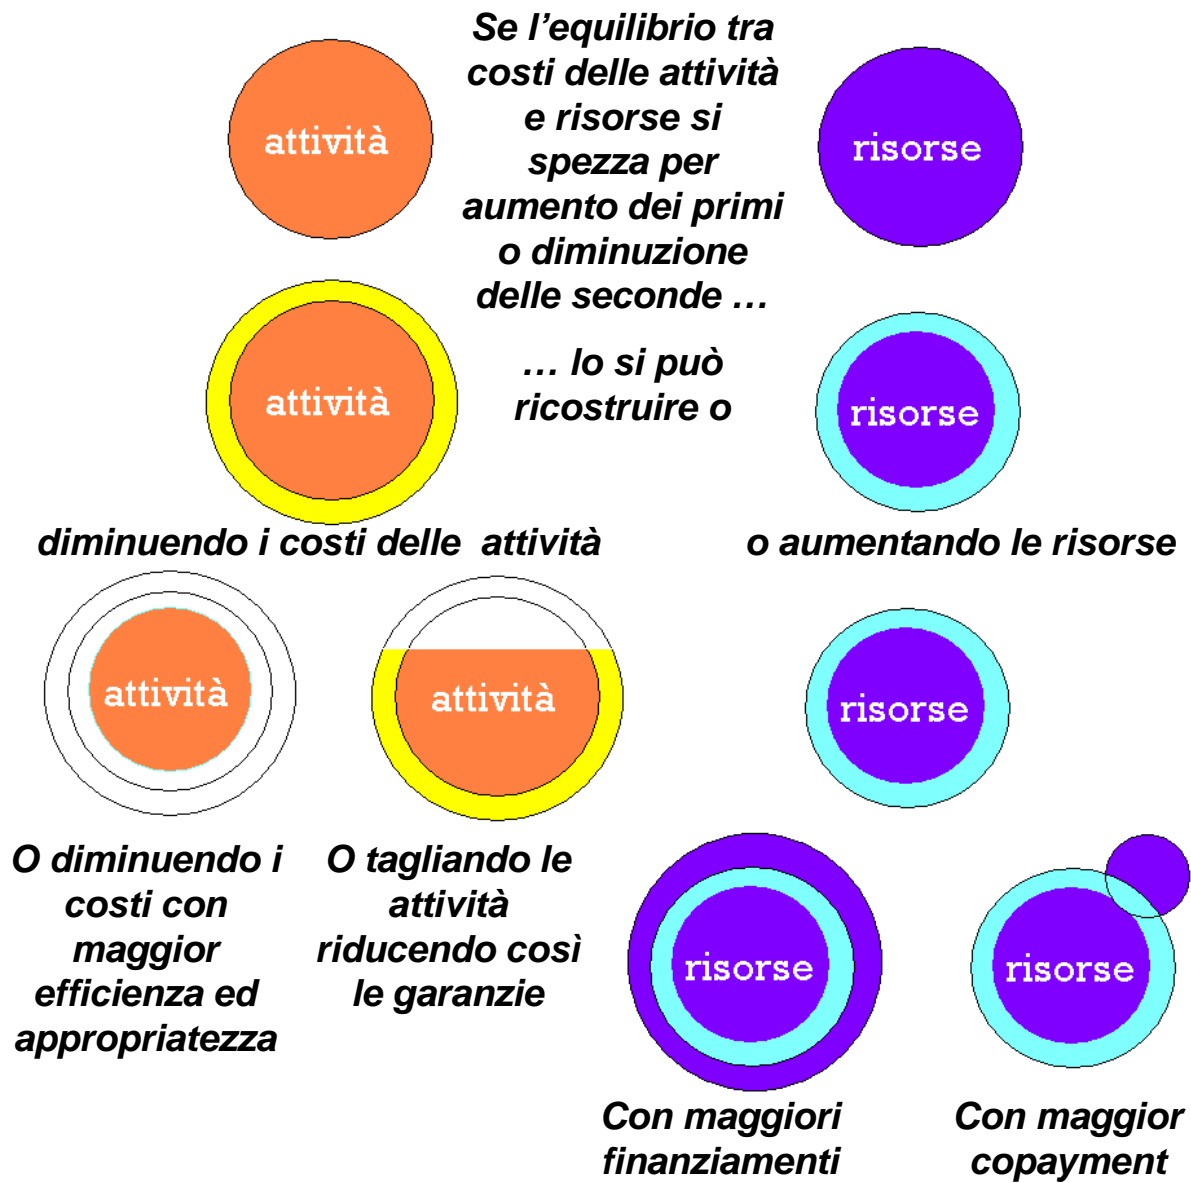 Se l’equilibrio tra
costi delle attività
e risorse si
spezza per
aumento dei primi
o diminuzione
delle seconde …
attività
risorse
… lo si può
ricostruire o
attività
risorse
diminuendo i costi delle  attività
o aumentando le risorse
attività
attività
risorse
O diminuendo i
costi con
maggior
efficienza ed
appropriatezza
O tagliando le
attività
riducendo così
le garanzie
risorse
risorse
Con maggiori
finanziamenti
Con maggior
copayment